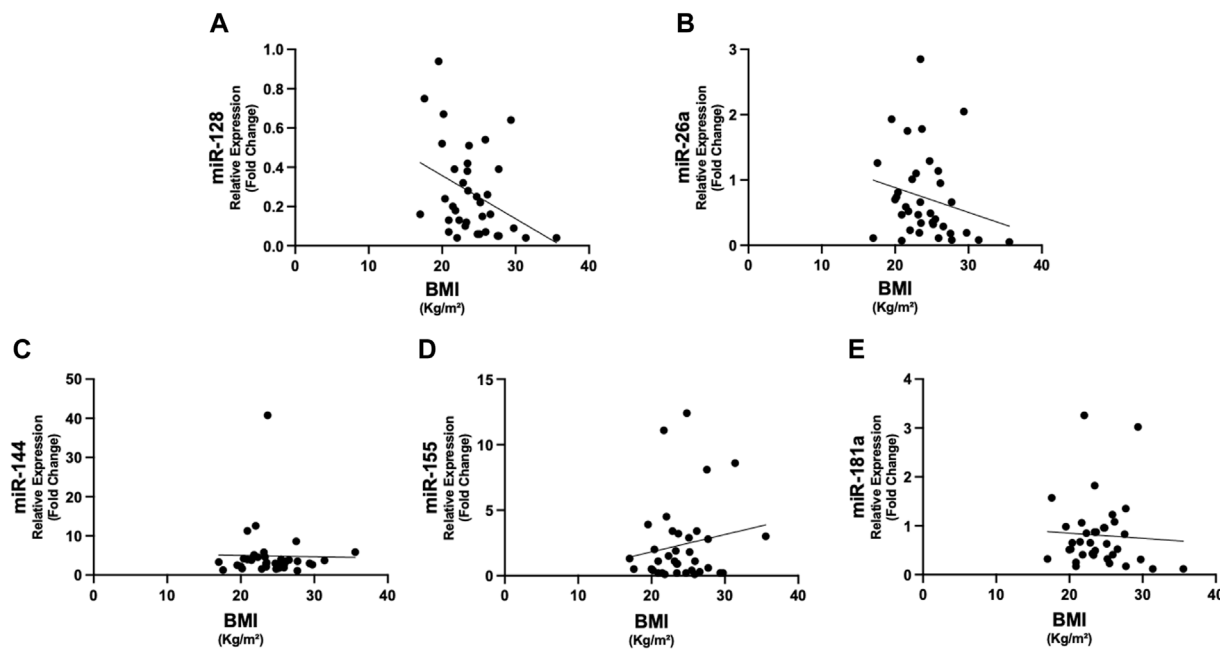 A
miR-128
Relative Expression
(Fold Change)
1.0
0.8
0.6
0.4
0.2
0.0
0 10 20 30 40
BMI
(Kg/m²)
B
miR-26a
Relative Expression
(Fold Change)
3
2
1
0
0 10 20 30 40
BMI
(Kg/m²)
C
miR-144
Relative Expression
(Fold Change)
50
40
30
20
10
0
0 10 20 30 40
BMI
(Kg/m²)
D
miR-155
Relative Expression
(Fold Change)
15
10
5
0
0 10 20 30 40
BMI
(Kg/m²)
E
miR-181a
Relative Expression
(Fold Change)
4
3
2
1
0
0 10 20 30 40
BMI
(Kg/m²)